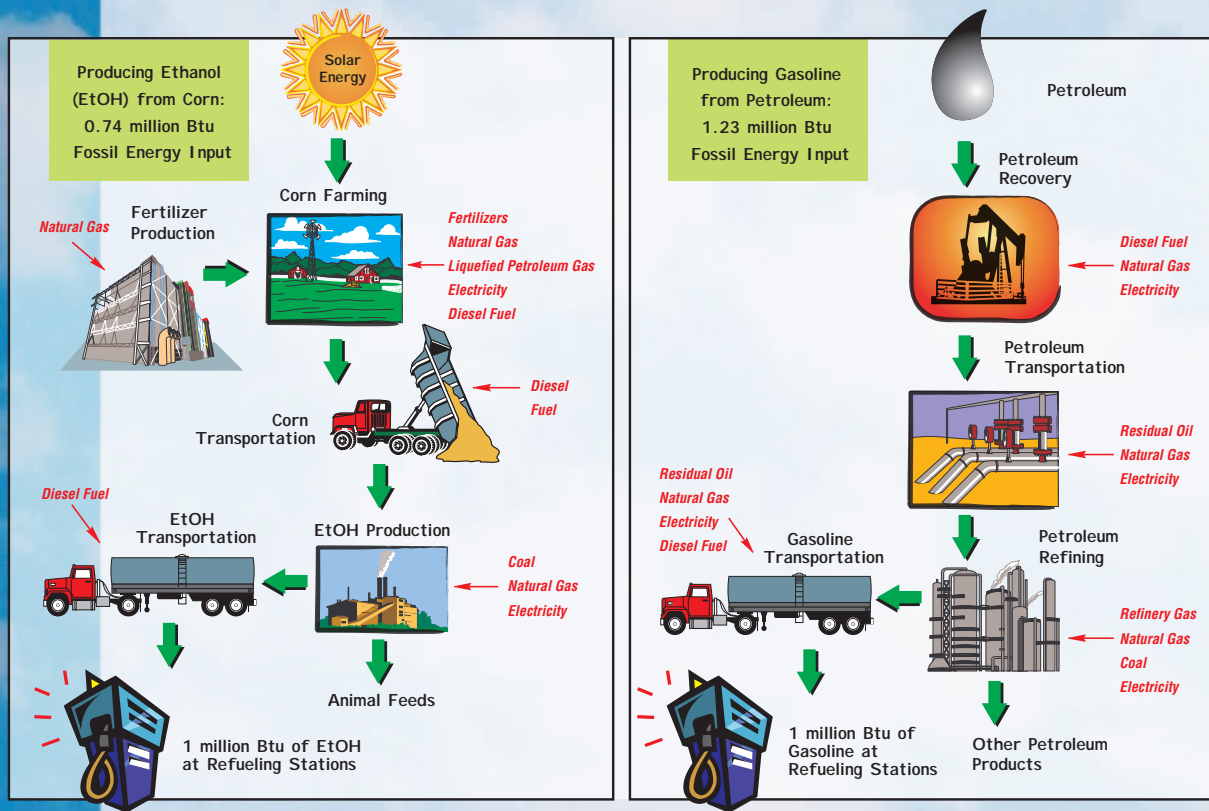 Producing Ethanol
(EtOH) from Corn:
0.74 million Btu
Fossil Energy Input
Solar
Energy
Corn Farming
Fertilizer
Production
Natural Gas
Fertilizers
Natural Gas
Liquefied Petroleum Gas
Electricity
Diesel Fuel
Corn
Transportation
Diesel
Fuel
Diesel Fuel
EtOH
Transportation
EtOH Production
Coal
Natural Gas
Electricity
Animal Feeds
1 million Btu of EtOH
at Refueling Stations
Producing Gasoline
from Petroleum:
1.23 million Btu
Fossil Energy Input
Petroleum
Petroleum
Recovery
Diesel Fuel
Natural Gas
Electricity
Petroleum
Transportation
Residual Oil
Natural Gas
Electricity
Residual Oil
Natural Gas
Electricity
Diesel Fuel
Gasoline
Transportation
Petroleum
Refining
Refinery Gas
Natural Gas
Coal
Electricity
1 million Btu of
Gasoline at
Refueling Stations
Other Petroleum
Products